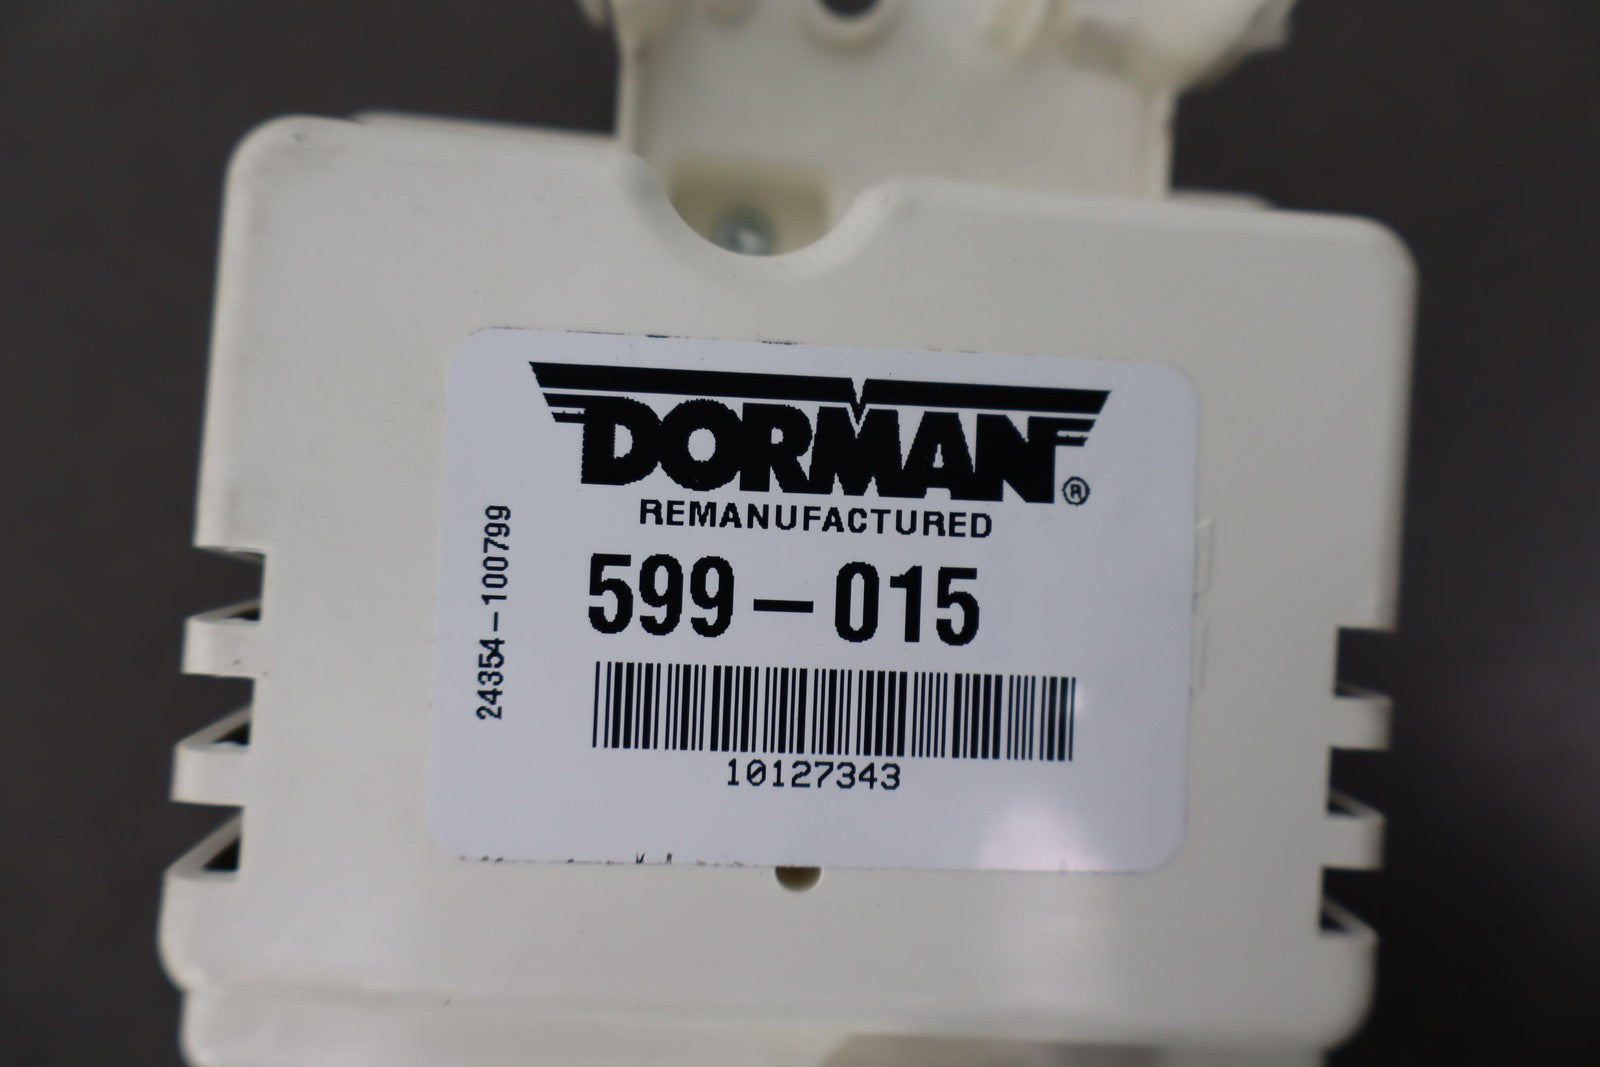 DORMAN®
REMANUFACTURED
599-015
10127343
24354-100799